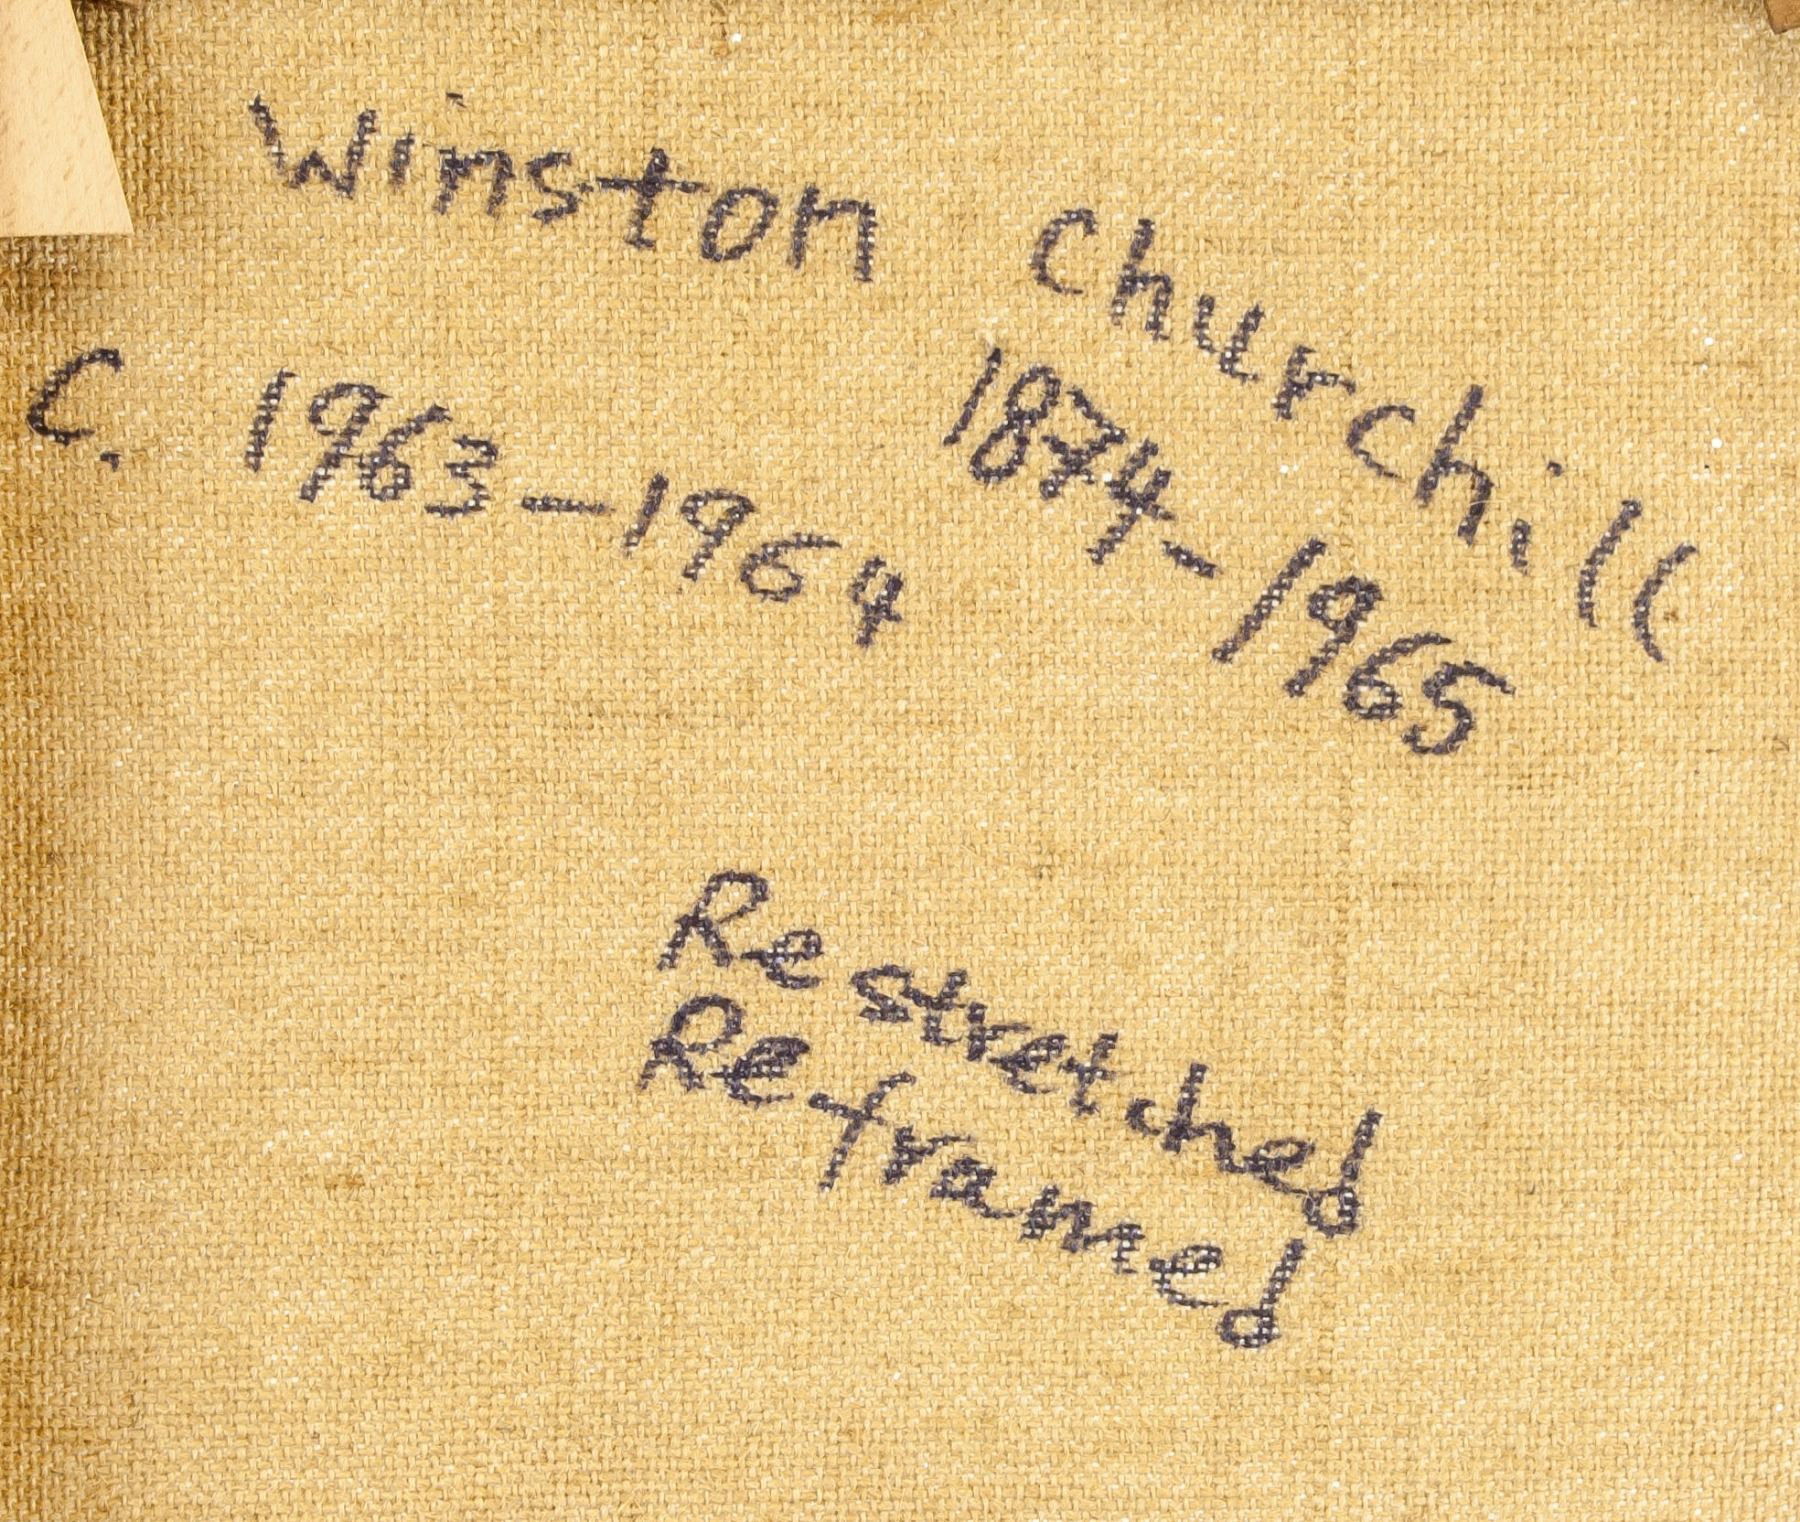 Winston Churchill
C. 1963-1964 1874-1965
Restretched
Reframed